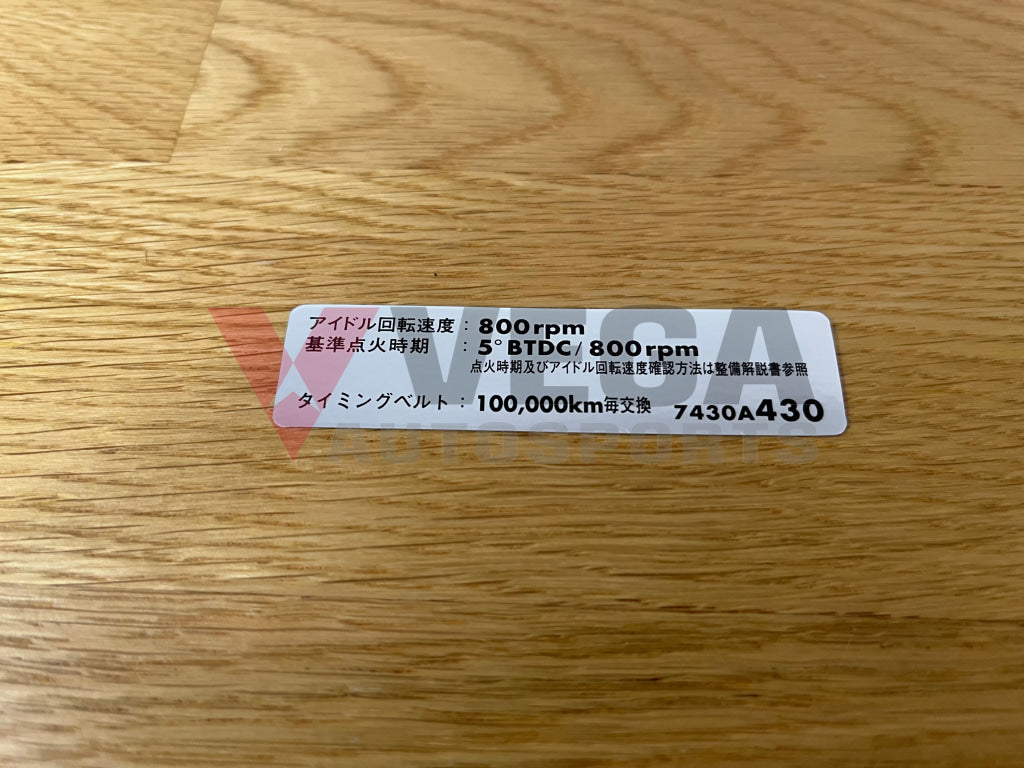 アイドル回転速度 : 800rpm
基準点火時期 : 5° BTDC / 800rpm
点火時期及びアイドル回転速度確認方法は整備解説書参照
タイミングベルト : 100,000km毎交換 7430A430
VEGA
AUTOSPORTS